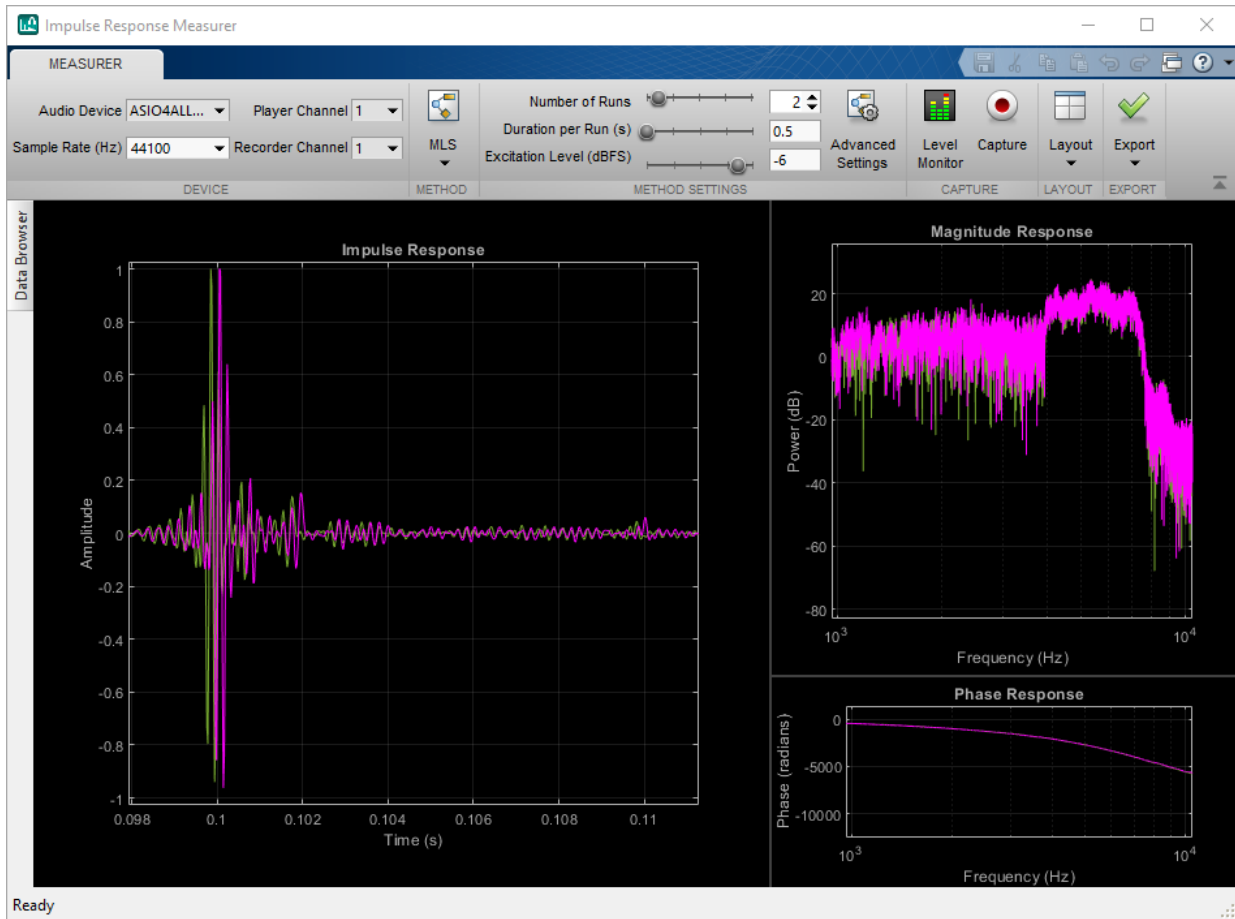 Impulse Response Measurer
MEASURER
Audio Device ASIO4ALL... Player Channel 1
Sample Rate (Hz) 44100 Recorder Channel 1
DEVICE
MLS
METHOD
Number of Runs 2
Duration per Run (s) 0.5
Excitation Level (dBFS) -6
Advanced
Settings
METHOD SETTINGS
Level
Monitor
Capture
CAPTURE
Layout
LAYOUT
Export
EXPORT
Data Browser
Impulse Response
1
0.8
0.6
0.4
0.2
0
-0.2
-0.4
-0.6
-0.8
-1
Amplitude
0.098 0.1 0.102 0.104 0.106 0.108 0.11
Time (s)
Magnitude Response
20
0
-20
-40
-60
-80
Power (dB)
10³ 10⁴
Frequency (Hz)
Phase Response
0
-5000
-10000
Phase (radians)
10³ 10⁴
Frequency (Hz)
Ready